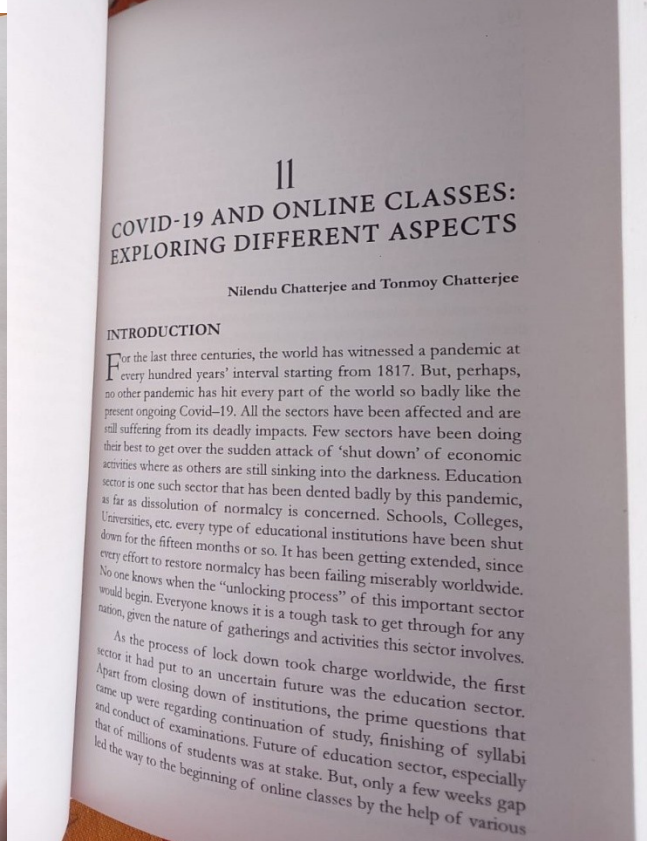 11
COVID-19 AND ONLINE CLASSES:
EXPLORING DIFFERENT ASPECTS
Nilendu Chatterjee and Tonmoy Chatterjee
INTRODUCTION
For the last three centuries, the world has witnessed a pandemic at
every hundred years’ interval starting from 1817. But, perhaps,
no other pandemic has hit every part of the world so badly like the
present ongoing Covid–19. All the sectors have been affected and are
still suffering from its deadly impacts. Few sectors have been doing
their best to get over the sudden attack of ‘shut down’ of economic
activities where as others are still sinking into the darkness. Education
sector is one such sector that has been dented badly by this pandemic,
as far as dissolution of normalcy is concerned. Schools, Colleges,
Universities, etc. every type of educational institutions have been shut
down for the fifteen months or so. It has been getting extended, since
every effort to restore normalcy has been failing miserably worldwide.
No one knows when the “unlocking process” of this important sector
would begin. Everyone knows it is a tough task to get through for any
nation, given the nature of gatherings and activities this sector involves.
As the process of lock down took charge worldwide, the first
sector it had put to an uncertain future was the education sector.
Apart from closing down of institutions, the prime questions that
came up were regarding continuation of study, finishing of syllabi
and conduct of examinations. Future of education sector, especially
that of millions of students was at stake. But, only a few weeks gap
led the way to the beginning of online classes by the help of various